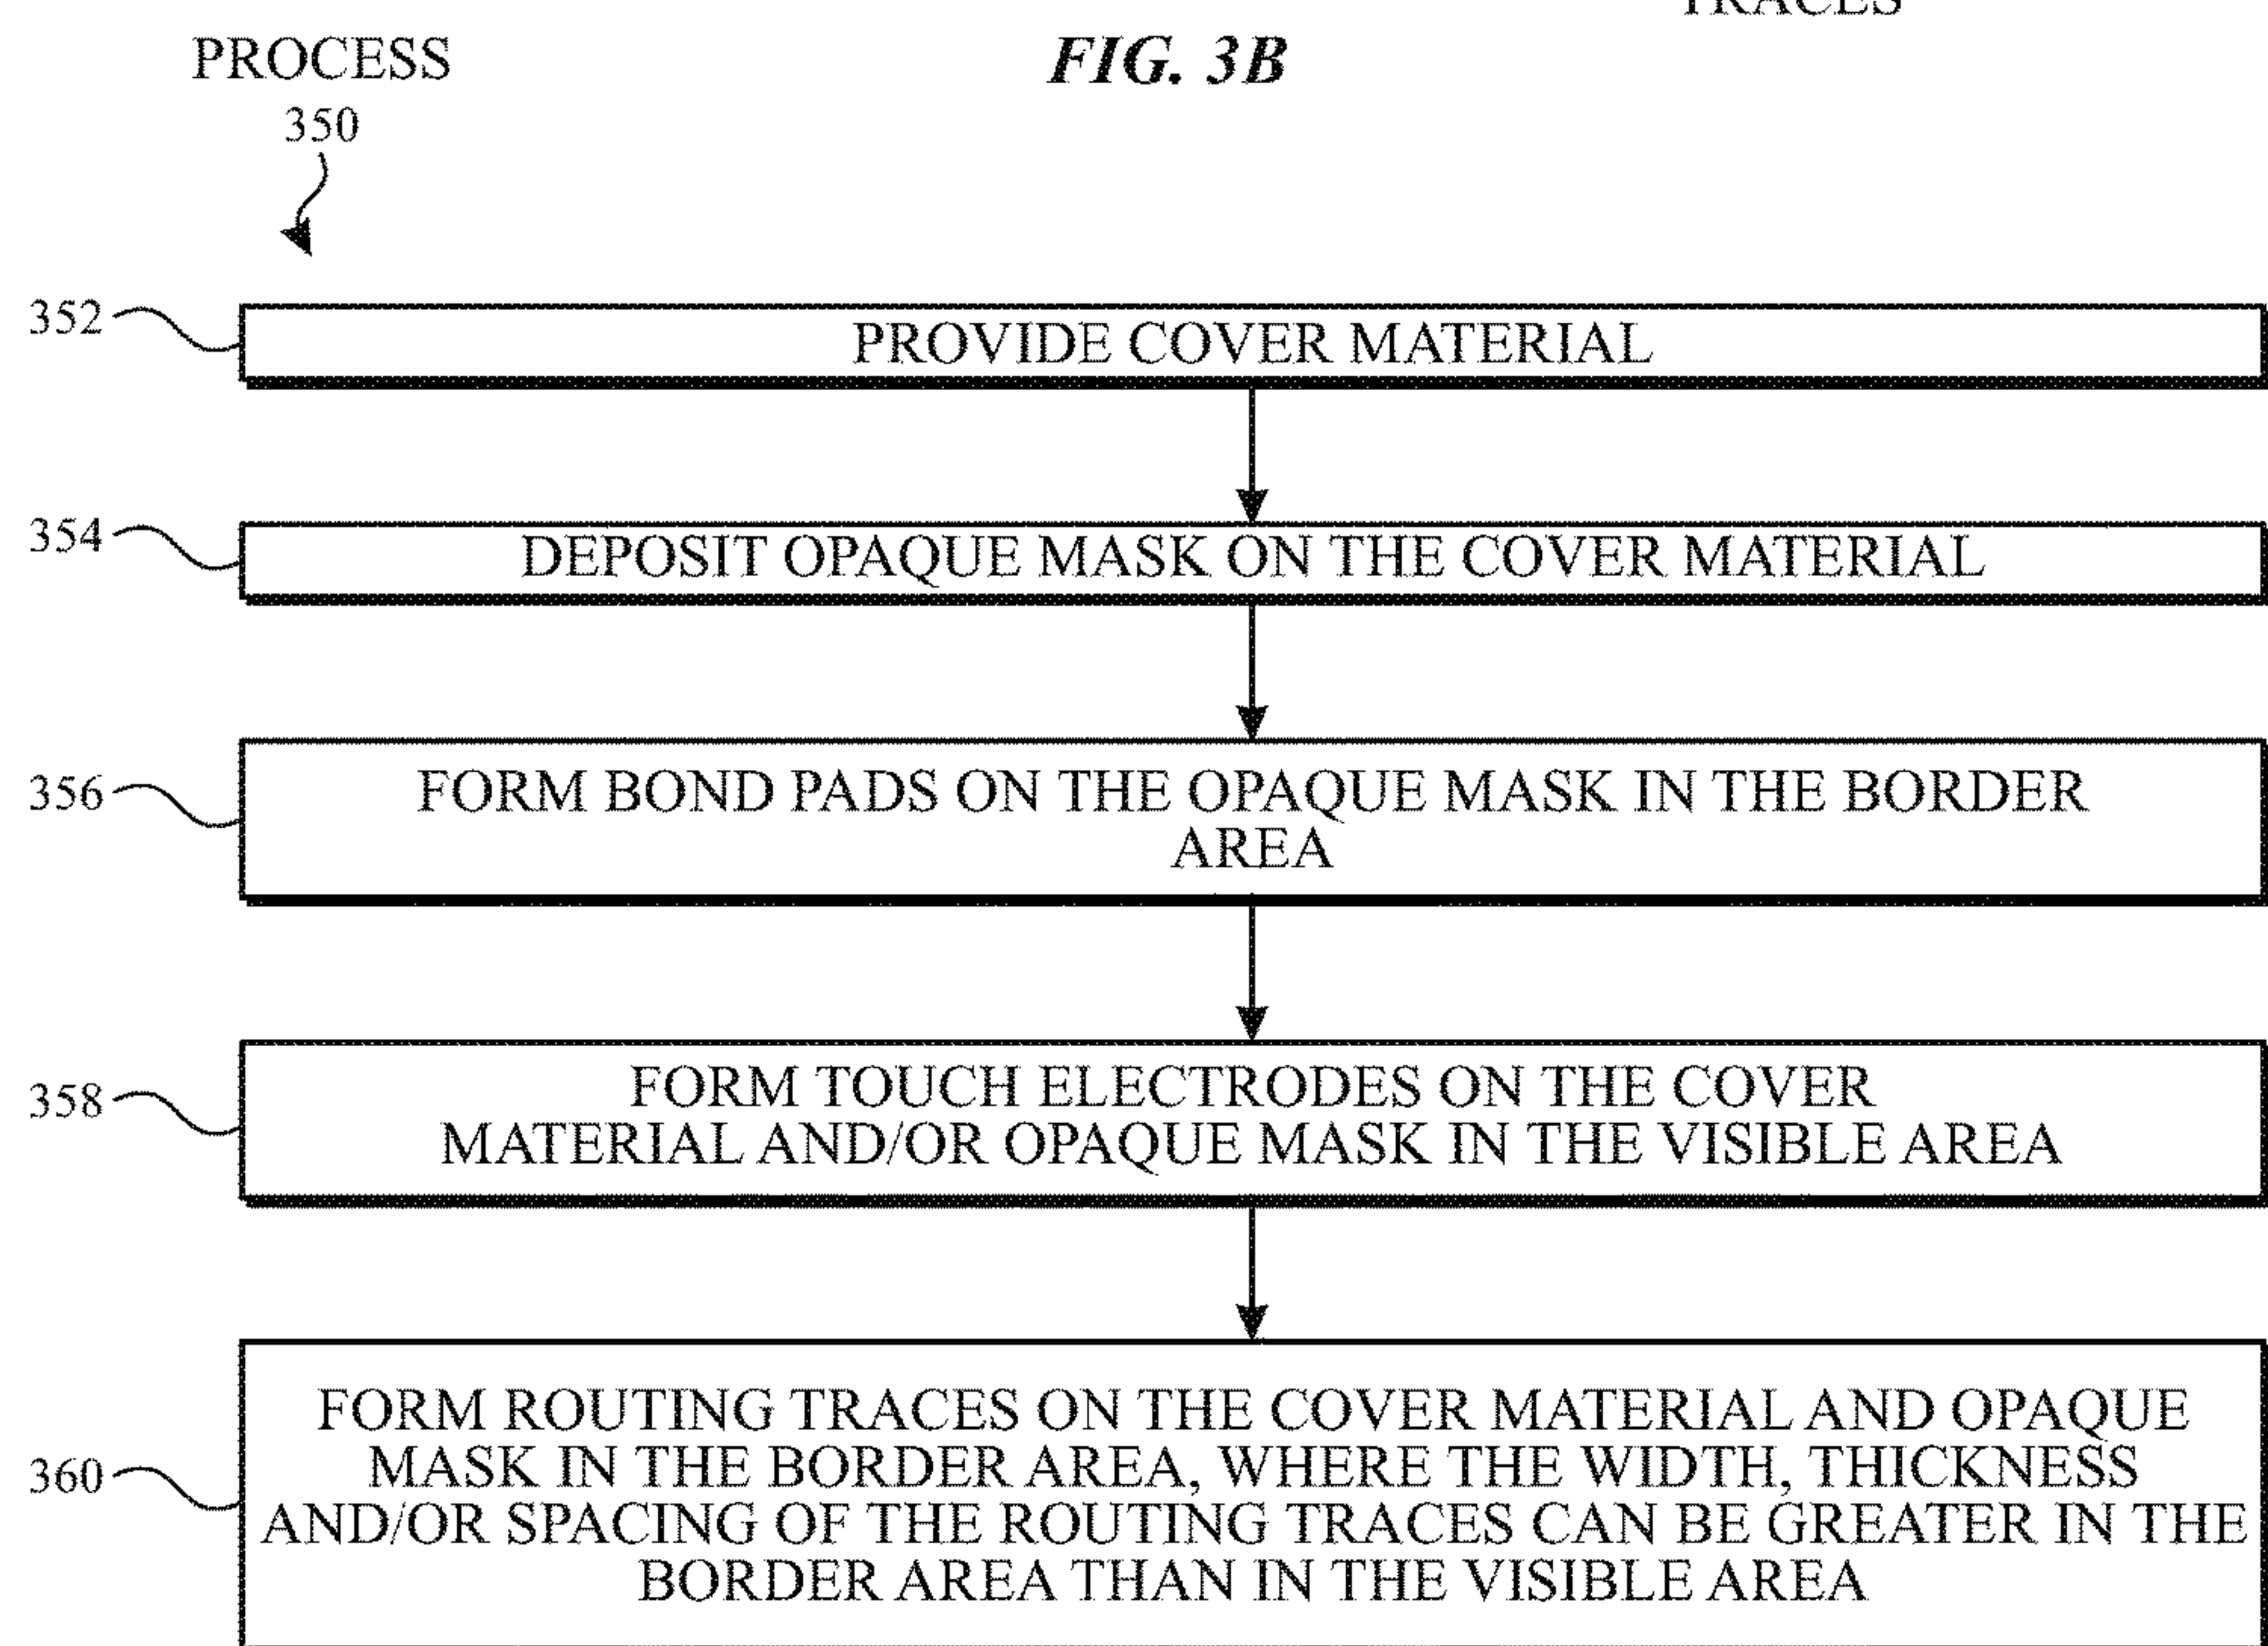 TRACES
PROCESS
FIG. 3B
350
352
PROVIDE COVER MATERIAL
354
DEPOSIT OPAQUE MASK ON THE COVER MATERIAL
356
FORM BOND PADS ON THE OPAQUE MASK IN THE BORDER
AREA
358
FORM TOUCH ELECTRODES ON THE COVER
MATERIAL AND/OR OPAQUE MASK IN THE VISIBLE AREA
360
FORM ROUTING TRACES ON THE COVER MATERIAL AND OPAQUE
MASK IN THE BORDER AREA, WHERE THE WIDTH, THICKNESS
AND/OR SPACING OF THE ROUTING TRACES CAN BE GREATER IN THE
BORDER AREA THAN IN THE VISIBLE AREA